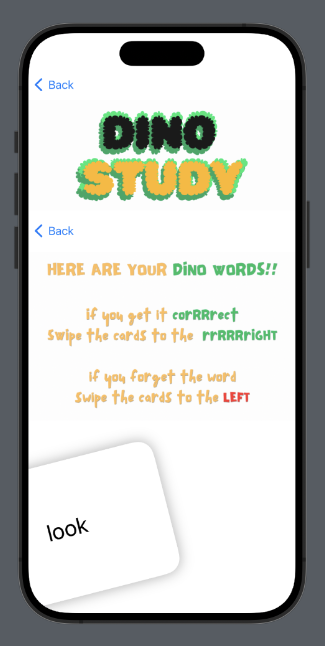 Back
DINO
STUDY
Back
HERE ARE YOUR DINO WORDS!!
if you get it corRRrect
Swipe the cards to the rrRRRriGHT
If you forget the word
Swipe the cards to the LEFT
look